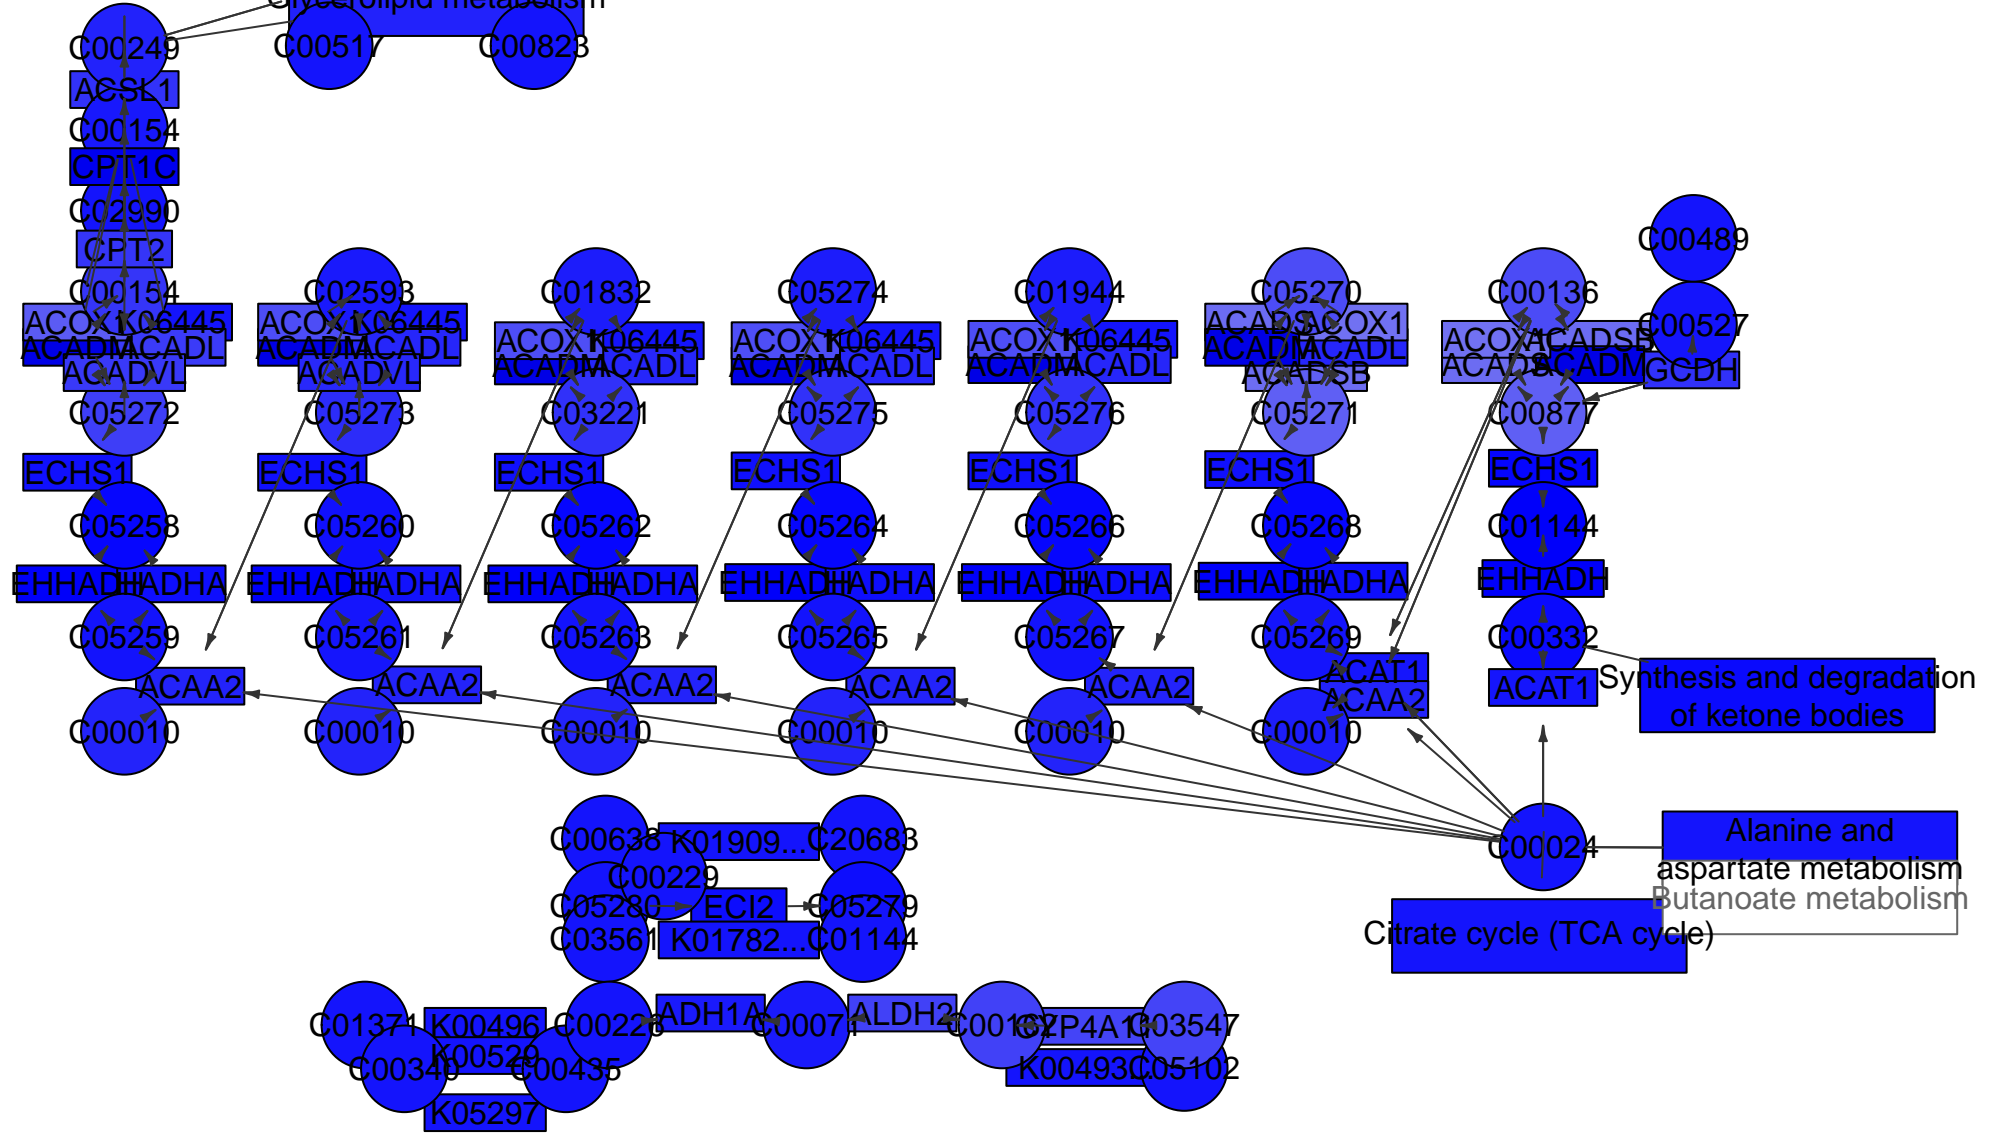 Glycerolipid metabolism
C00249
C00517
C00823
ACSL1
C00154
CPT1C
C02990
CPT2
C00489
C00154
C02593
C01832
C05274
C01944
C05270
C00136
C00527
ACOX1
K06445
ACOX1
K06445
ACOX1
K06445
ACOX1
K06445
ACOX1
K06445
ACADS
ACOX1
ACOX1
ACADSB
ACADM
ACADL
ACADM
ACADL
ACADM
ACADL
ACADM
ACADL
ACADM
ACADL
ACADM
ACADL
ACADS
ACADM
GCDH
ACADVL
ACADVL
ACADSB
C05272
C05273
C03221
C05275
C05276
C05271
C00877
ECHS1
ECHS1
ECHS1
ECHS1
ECHS1
ECHS1
ECHS1
C05258
C05260
C05262
C05264
C05266
C05268
C01144
EHHADH
HADHA
EHHADH
HADHA
EHHADH
HADHA
EHHADH
HADHA
EHHADH
HADHA
EHHADH
HADHA
EHHADH
C05259
C05261
C05263
C05265
C05267
C05269
C00332
ACAA2
ACAA2
ACAA2
ACAA2
ACAA2
ACAT1
ACAA2
ACAT1
Synthesis and degradation
of ketone bodies
C00010
C00010
C00010
C00010
C00010
C00010
C00638
K01909...
C20683
C00024
Alanine and
aspartate metabolism
C00229
Butanoate metabolism
C05280
ECI2
C05279
C03561
K01782...
C01144
Citrate cycle (TCA cycle)
C01371
K00496
C00226
ADH1A
C00071
ALDH2
C00162
C03547
K00529
C00340
C00435
K00493...
C05102
K05297